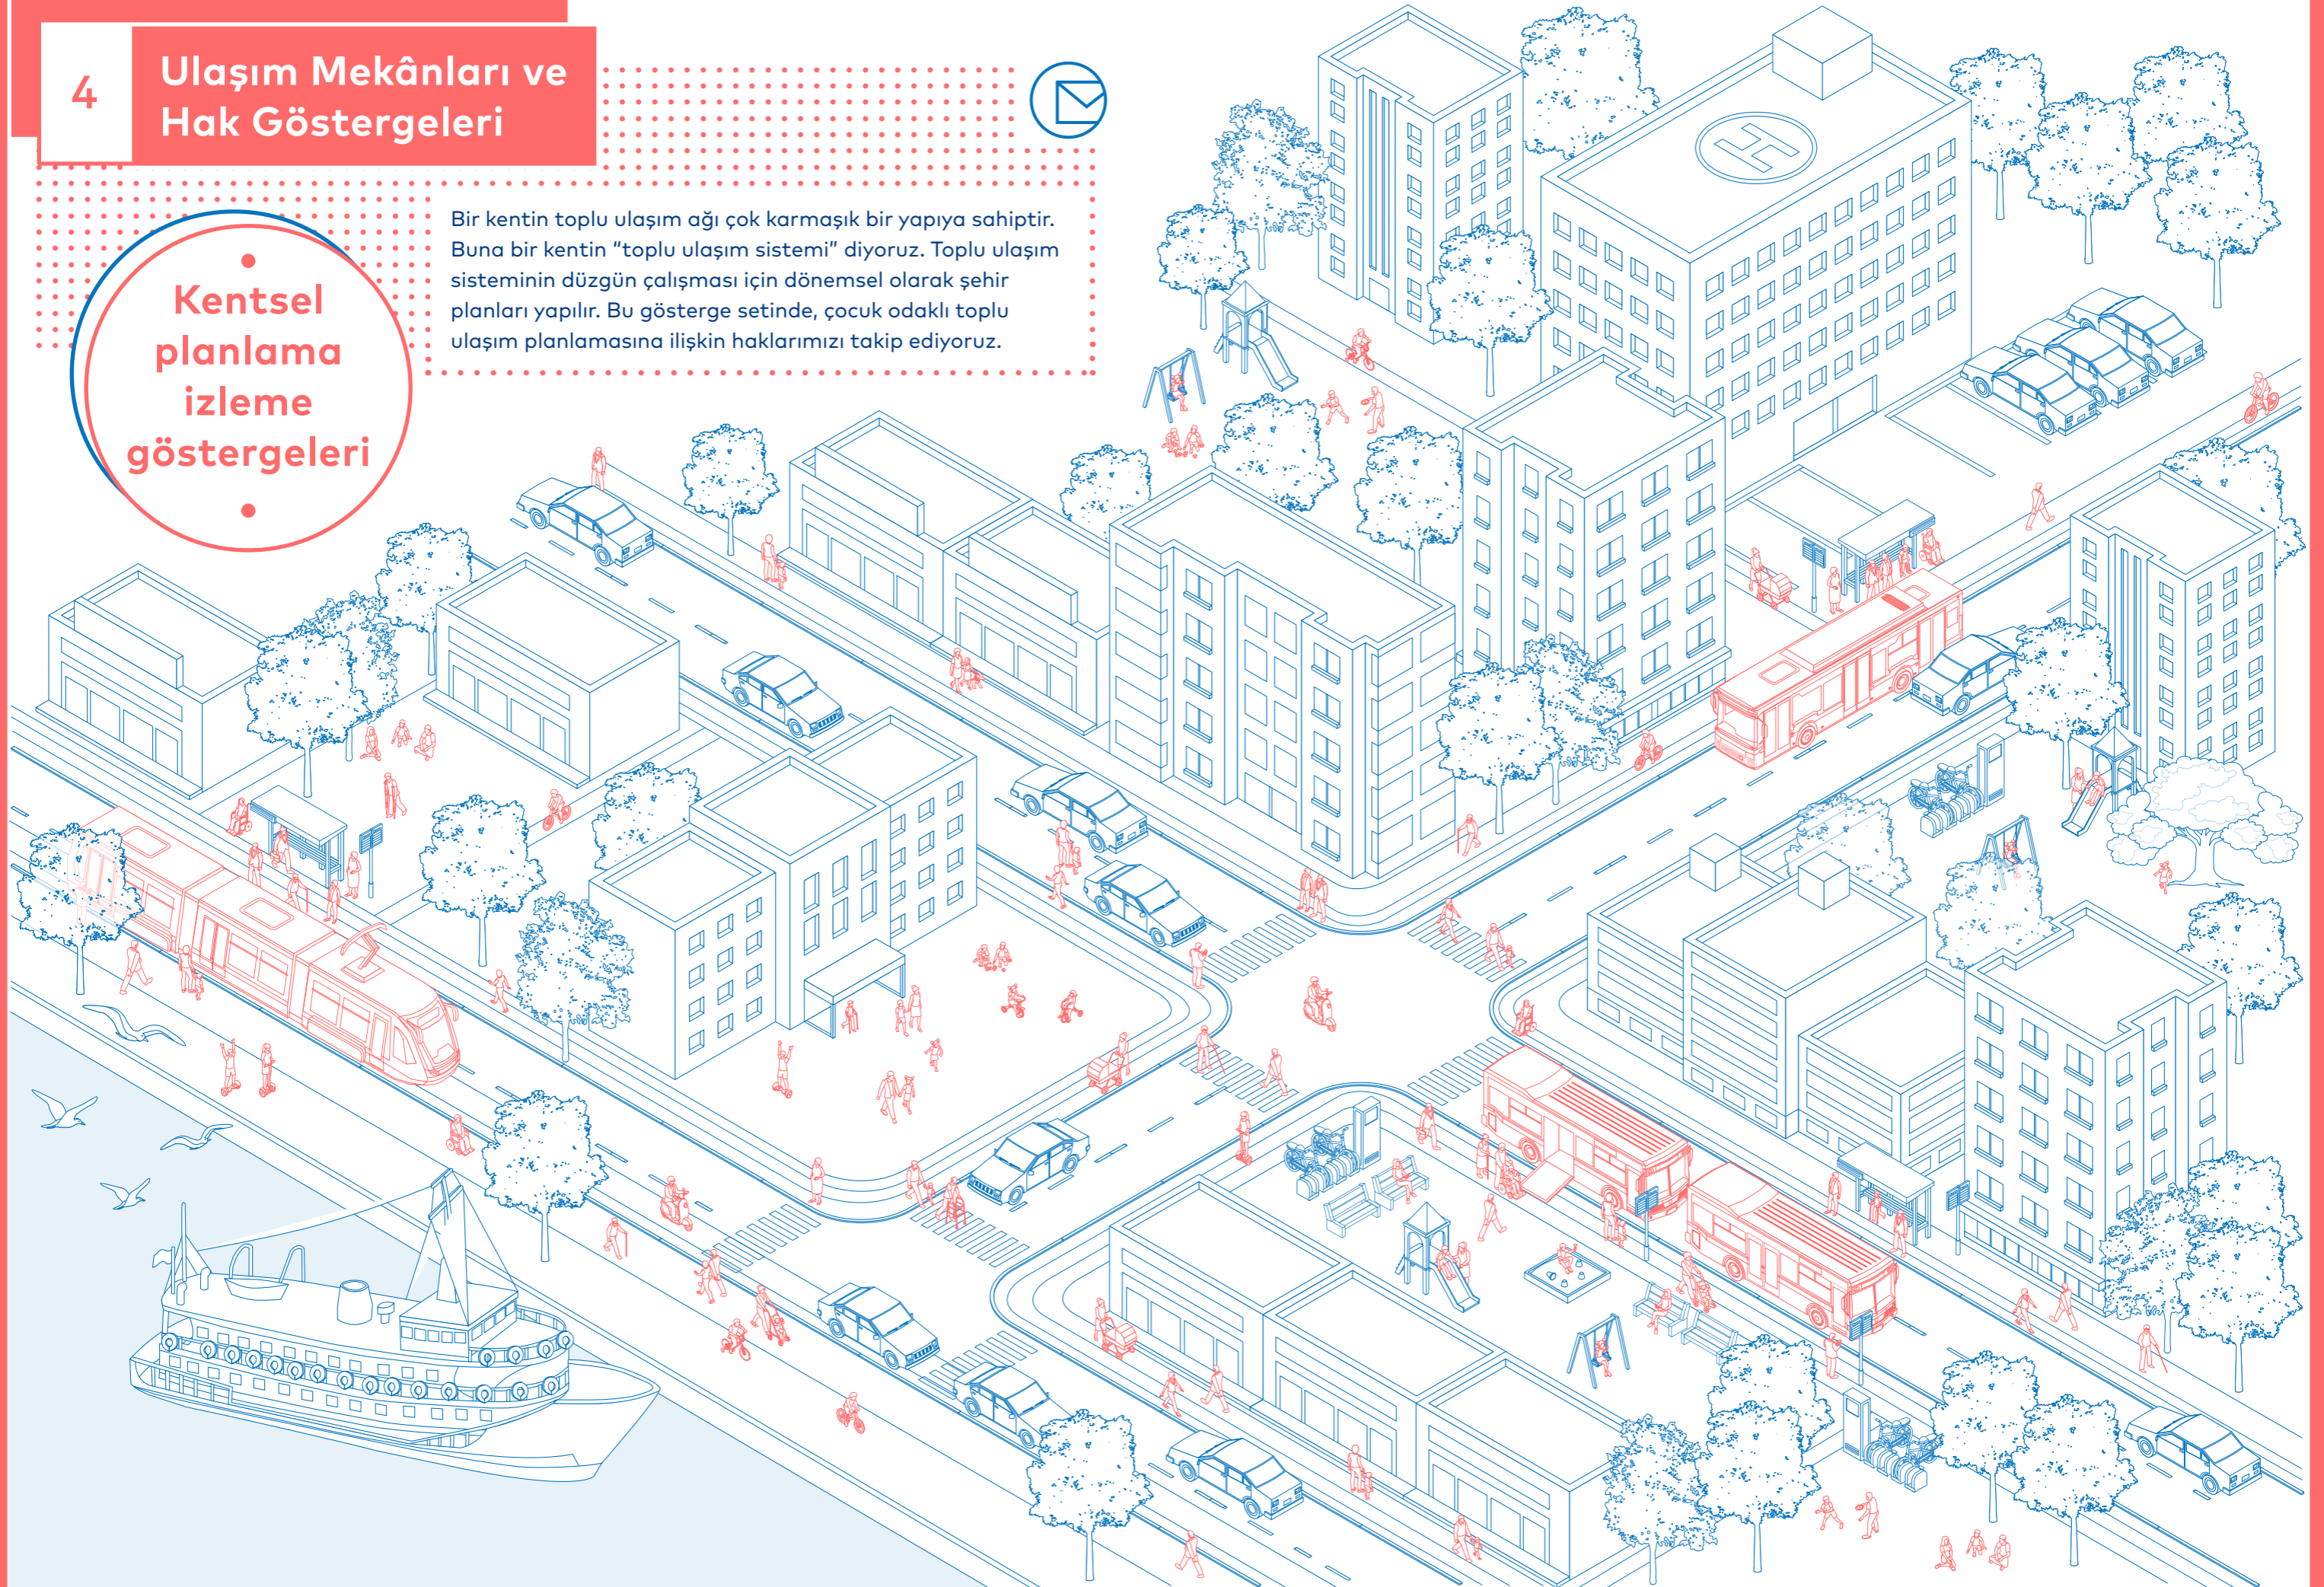 4
Ulaşım Mekânları ve
Hak Göstergeleri
Bir kentin toplu ulaşım ağı çok karmaşık bir yapıya sahiptir.
Buna bir kentin “toplu ulaşım sistemi” diyoruz. Toplu ulaşım
sisteminin düzgün çalışması için dönemsel olarak şehir
planları yapılır. Bu gösterge setinde, çocuk odaklı toplu
ulaşım planlamasına ilişkin haklarımızı takip ediyoruz.
Kentsel
planlama
izleme
göstergeleri
H